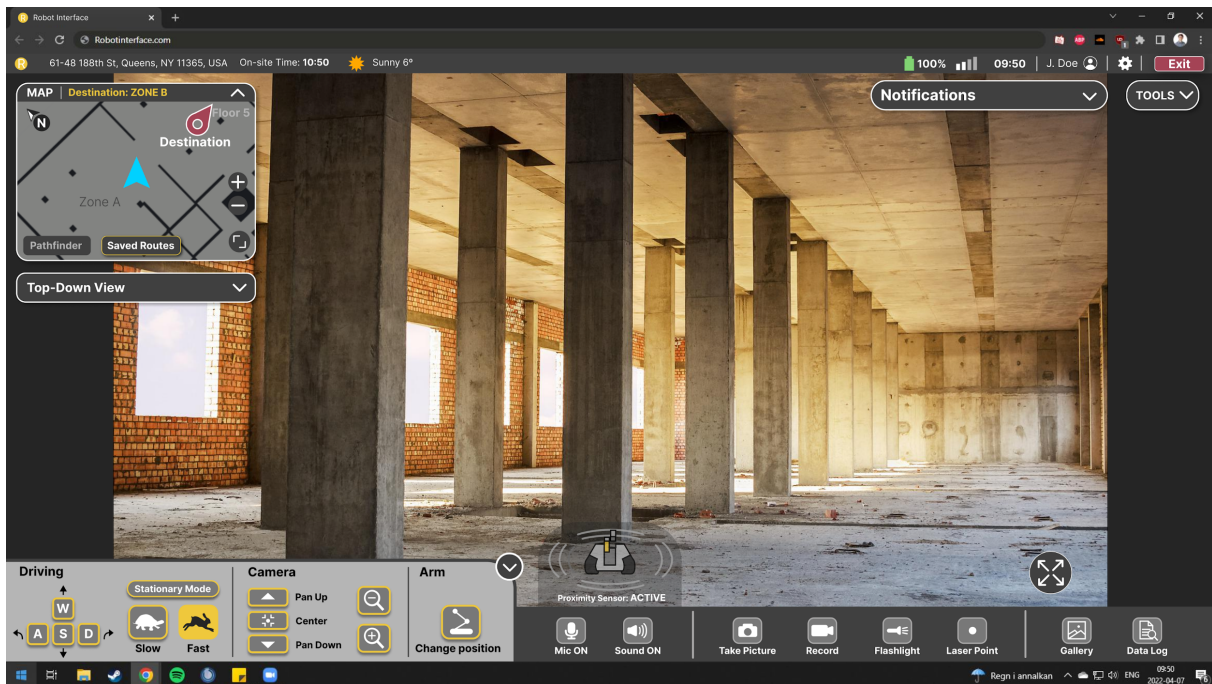 Robot Interface
Robotinterface.com
61-48 188th St, Queens, NY 11365, USA On-site Time: 10:50 Sunny 6°
100% 09:50 | J. Doe | Exit
MAP | Destination: ZONE B
Floor 5
N
Destination
Zone A
Pathfinder Saved Routes
Notifications
TOOLS
Top-Down View
Driving
Stationary Mode
W
A S D
Slow Fast
Camera
Pan Up
Center
Pan Down
Arm
Change position
Proximity Sensor: ACTIVE
Mic ON Sound ON Take Picture Record Flashlight Laser Point Gallery Data Log
Regn i annalkan ENG 09:50
2022-04-07